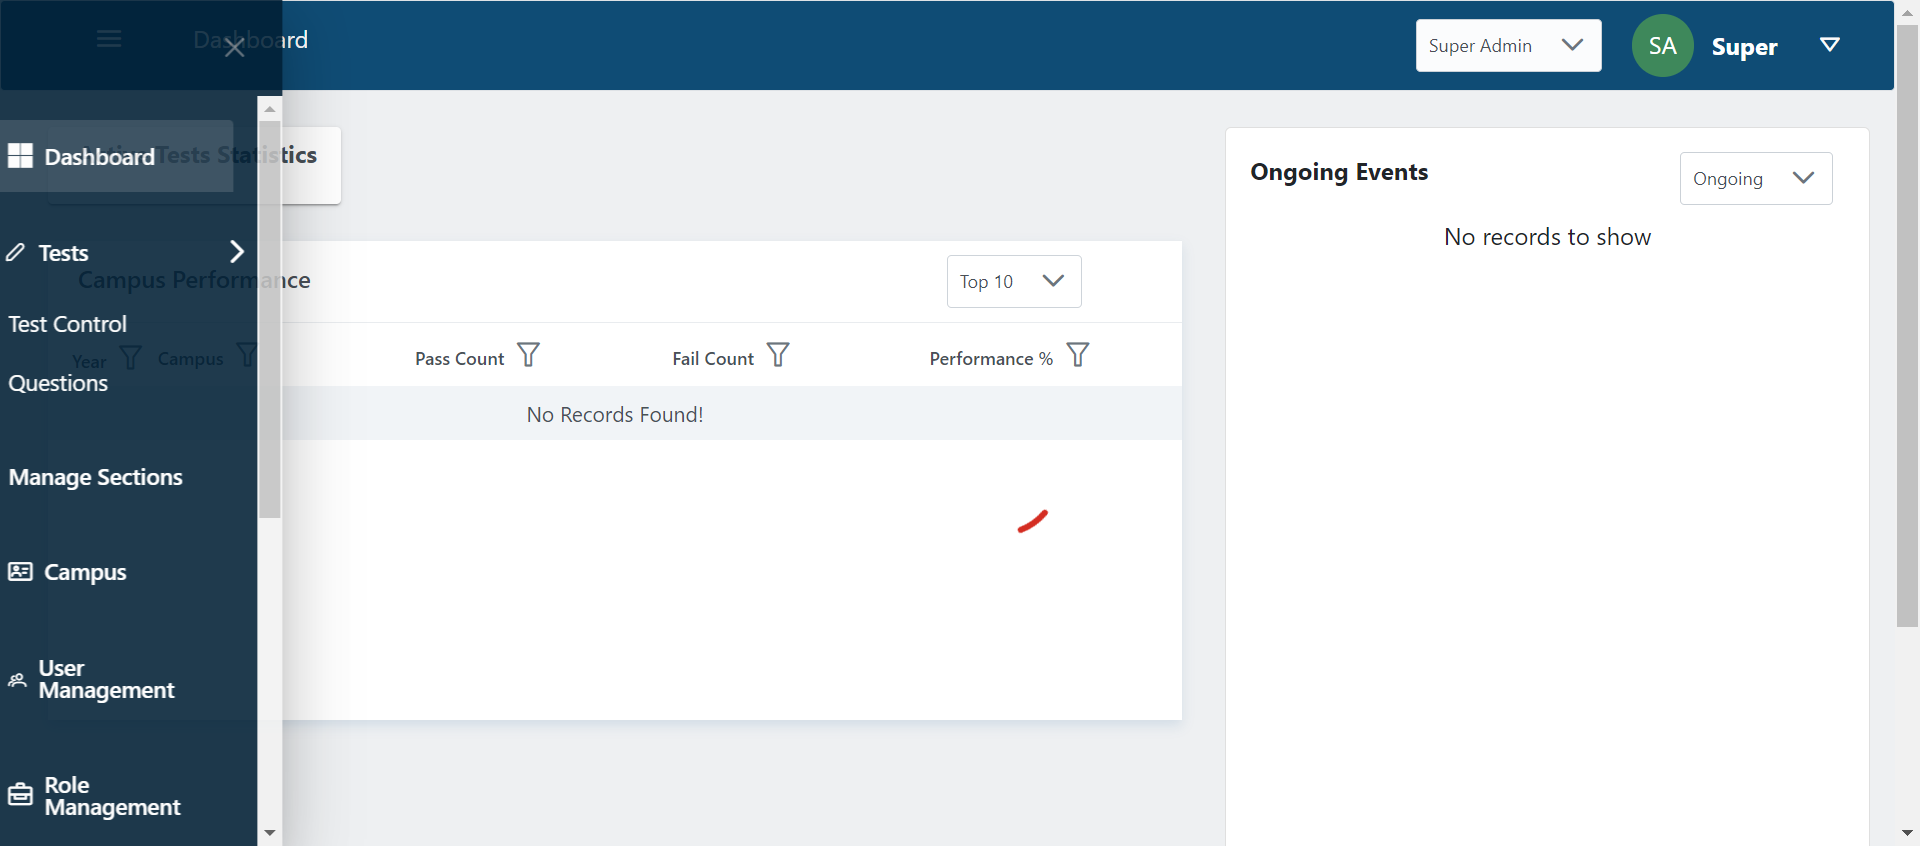 Dashboard
Super Admin
SA
Super
Dashboard
Active Tests Statistics
Ongoing Events
Ongoing
No records to show
Tests
Campus Performance
Top 10
Test Control
Year
Campus
Pass Count
Fail Count
Performance %
Questions
No Records Found!
Manage Sections
Campus
User
Management
Role
Management